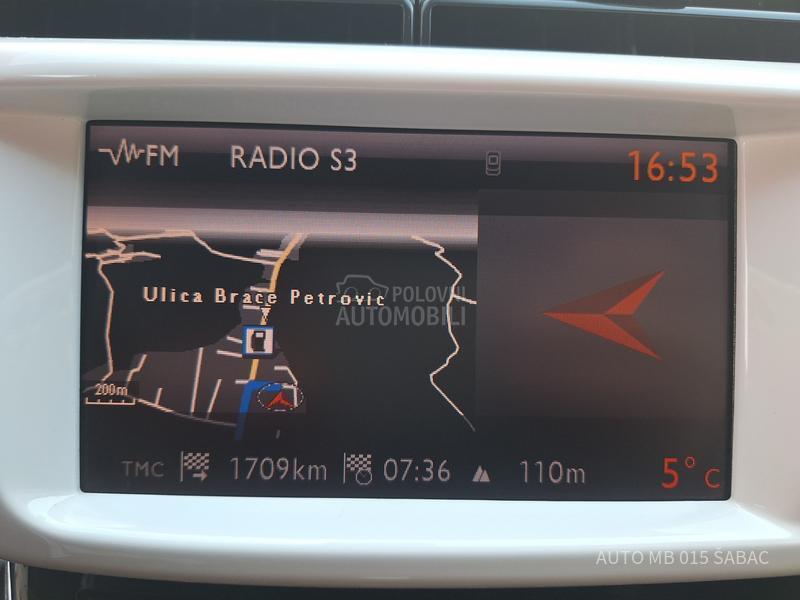 FM RADIO S3 16:53
Ulica Brace Petrovic
POLOVNI
AUTOMOBILI
200m
TMC 1709km 07:36 110m 5° C
AUTO MB 015 ŠABAC